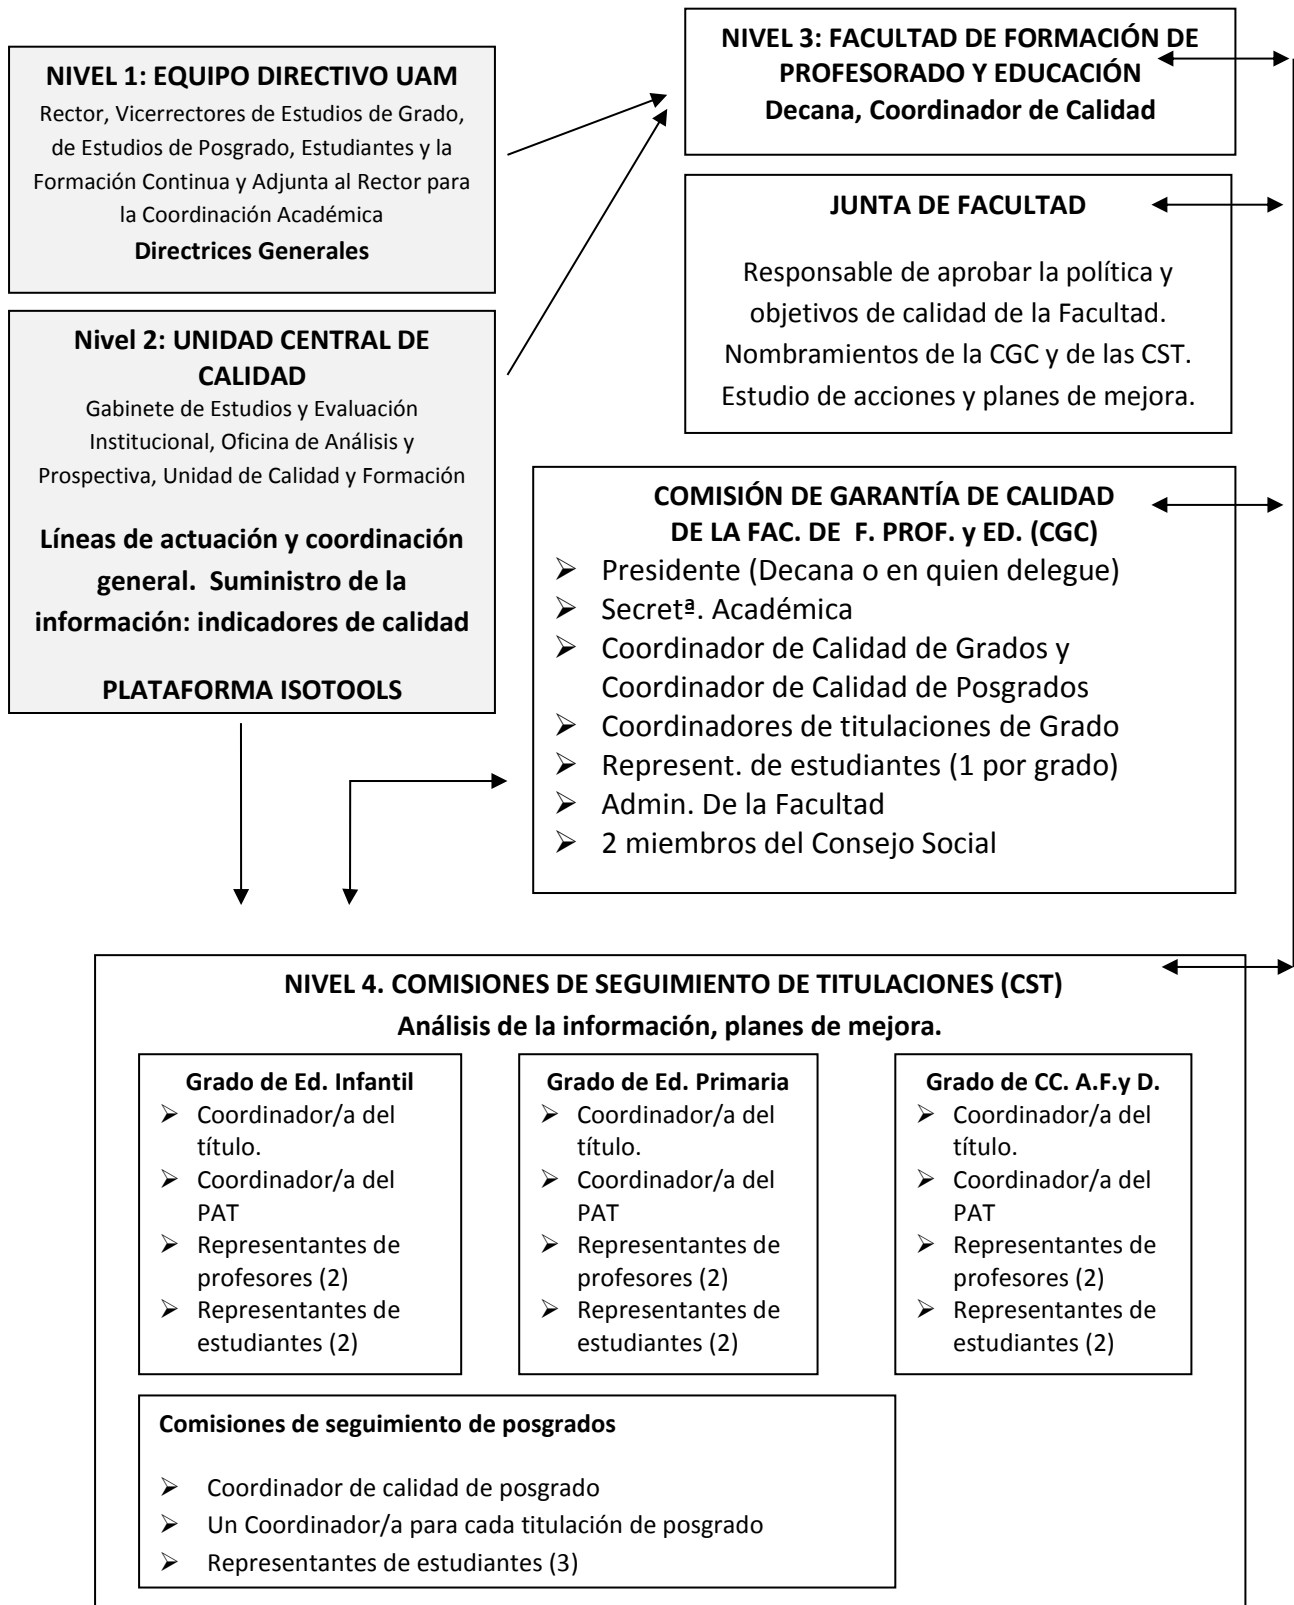 NIVEL 1: EQUIPO DIRECTIVO UAM
Rector, Vicerrectores de Estudios de Grado,
de Estudios de Posgrado, Estudiantes y la
Formación Continua y Adjunta al Rector para
la Coordinación Académica
Directrices Generales
Nivel 2: UNIDAD CENTRAL DE
CALIDAD
Gabinete de Estudios y Evaluación
Institucional, Oficina de Análisis y
Prospectiva, Unidad de Calidad y Formación
Líneas de actuación y coordinación
general. Suministro de la
información: indicadores de calidad
PLATAFORMA ISOTOOLS
NIVEL 3: FACULTAD DE FORMACIÓN DE
PROFESORADO Y EDUCACIÓN
Decana, Coordinador de Calidad
JUNTA DE FACULTAD
Responsable de aprobar la política y
objetivos de calidad de la Facultad.
Nombramientos de la CGC y de las CST.
Estudio de acciones y planes de mejora.
COMISIÓN DE GARANTÍA DE CALIDAD
DE LA FAC. DE F. PROF. y ED. (CGC)
➢ Presidente (Decana o en quien delegue)
➢ Secretª. Académica
➢ Coordinador de Calidad de Grados y
Coordinador de Calidad de Posgrados
➢ Coordinadores de titulaciones de Grado
➢ Represent. de estudiantes (1 por grado)
➢ Admin. De la Facultad
➢ 2 miembros del Consejo Social
NIVEL 4. COMISIONES DE SEGUIMIENTO DE TITULACIONES (CST)
Análisis de la información, planes de mejora.
Grado de Ed. Infantil
➢ Coordinador/a del
título.
➢ Coordinador/a del
PAT
➢ Representantes de
profesores (2)
➢ Representantes de
estudiantes (2)
Grado de Ed. Primaria
➢ Coordinador/a del
título.
➢ Coordinador/a del
PAT
➢ Representantes de
profesores (2)
➢ Representantes de
estudiantes (2)
Grado de CC. A.F.y D.
➢ Coordinador/a del
título.
➢ Coordinador/a del
PAT
➢ Representantes de
profesores (2)
➢ Representantes de
estudiantes (2)
Comisiones de seguimiento de posgrados
➢ Coordinador de calidad de posgrado
➢ Un Coordinador/a para cada titulación de posgrado
➢ Representantes de estudiantes (3)